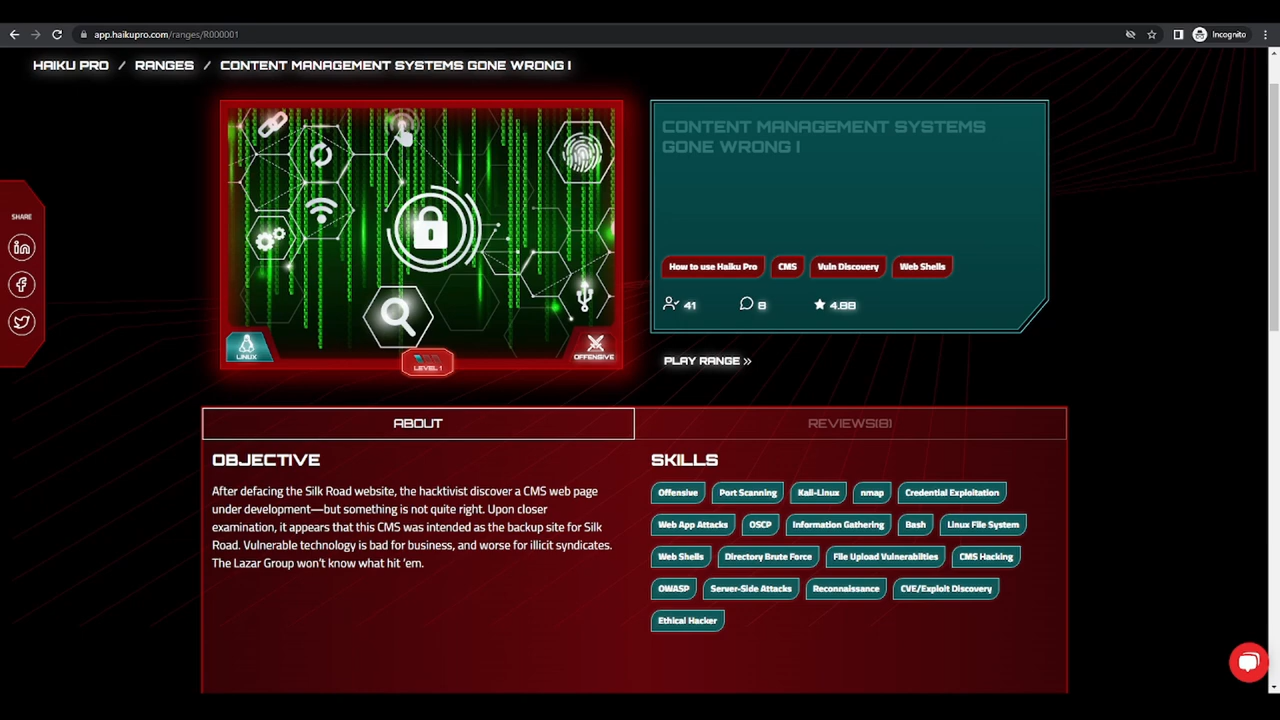 app.haikupro.com/ranges/R000001
Incognito
HAIKU PRO / RANGES / CONTENT MANAGEMENT SYSTEMS GONE WRONG I
SHARE
LINUX
LEVEL 1
OFFENSIVE
CONTENT MANAGEMENT SYSTEMS
GONE WRONG I
How to use Haiku Pro CMS Vuln Discovery Web Shells
41 8 4.88
PLAY RANGE »
ABOUT
REVIEWS(8)
OBJECTIVE
After defacing the Silk Road website, the hacktivist discover a CMS web page
under development—but something is not quite right. Upon closer
examination, it appears that this CMS was intended as the backup site for Silk
Road. Vulnerable technology is bad for business, and worse for illicit syndicates.
The Lazar Group won't know what hit 'em.
SKILLS
Offensive Port Scanning Kali-Linux nmap Credential Exploitation
Web App Attacks OSCP Information Gathering Bash Linux File System
Web Shells Directory Brute Force File Upload Vulnerabilties CMS Hacking
OWASP Server-Side Attacks Reconnaissance CVE/Exploit Discovery
Ethical Hacker